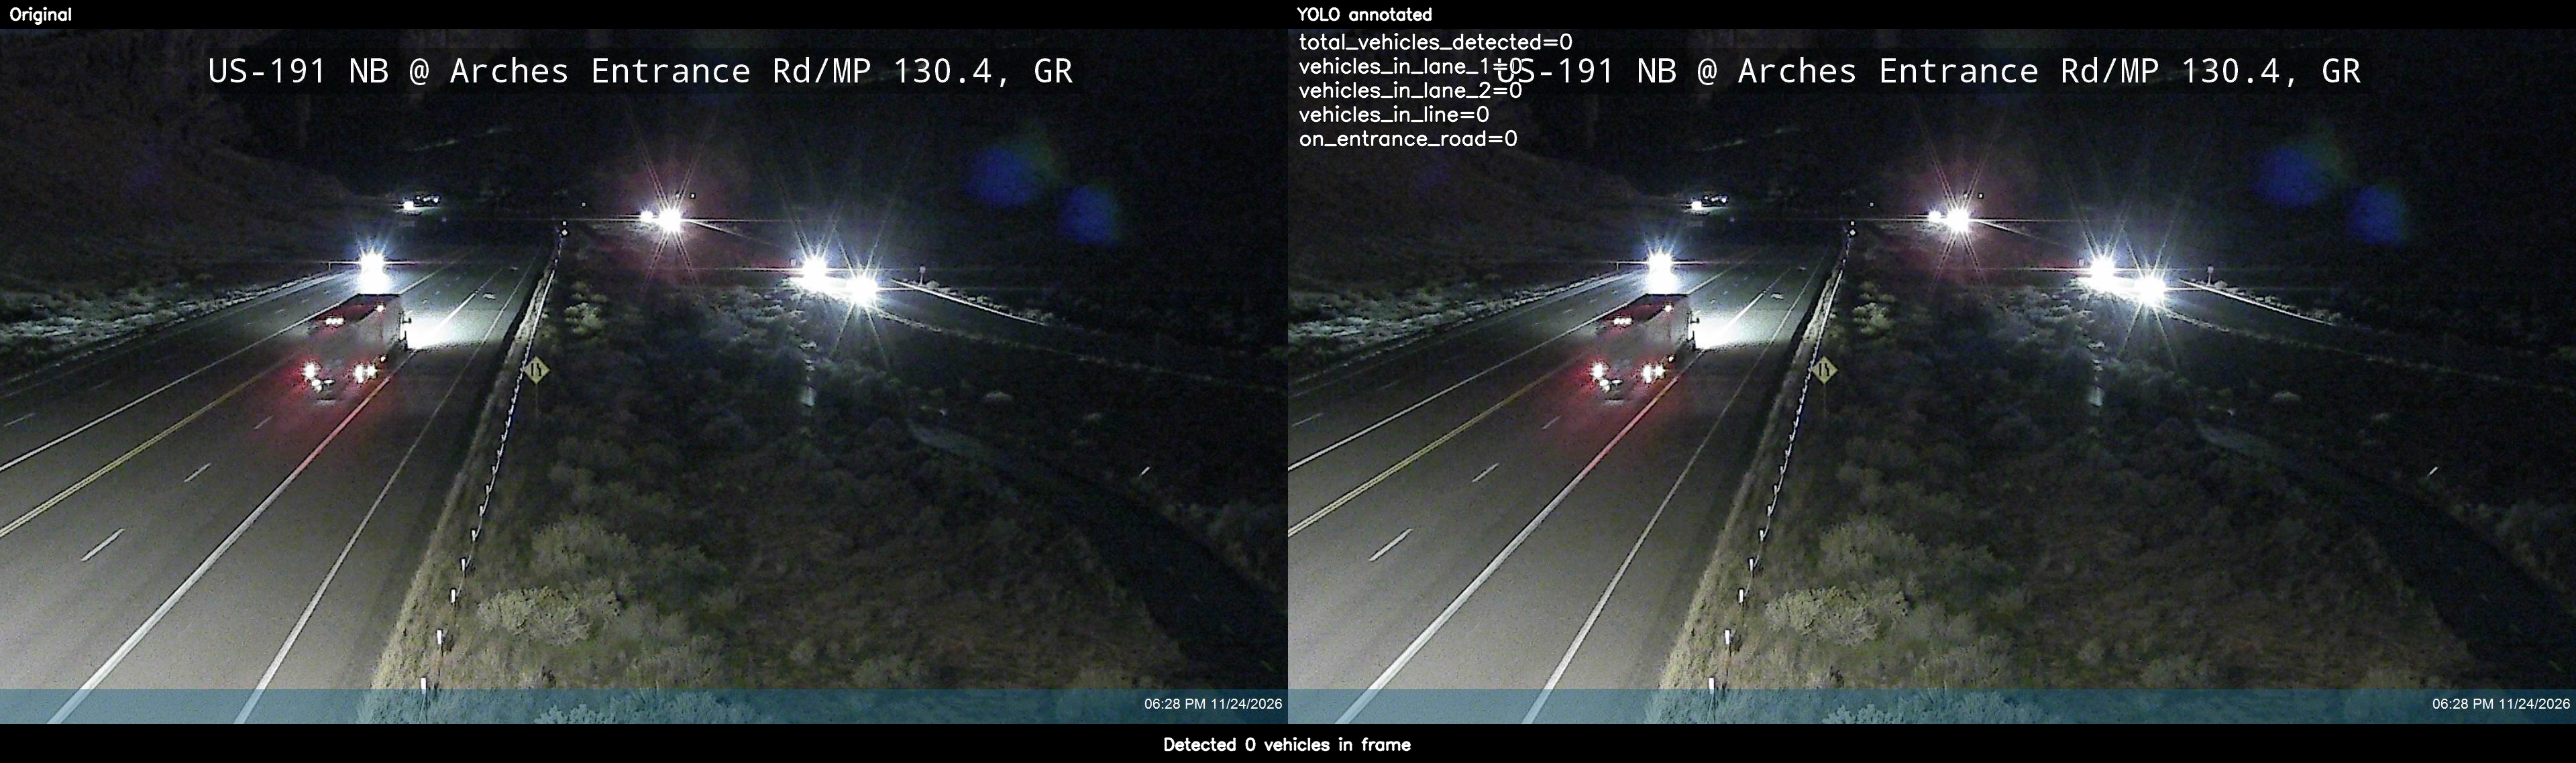 Original
US-191 NB @ Arches Entrance Rd/MP 130.4, GR
06:28 PM 11/24/2026
YOLO annotated
total_vehicles_detected=0
vehicles_in_lane_1=0
US-191 NB @ Arches Entrance Rd/MP 130.4, GR
vehicles_in_lane_2=0
vehicles_in_line=0
on_entrance_road=0
06:28 PM 11/24/2026
Detected 0 vehicles in frame